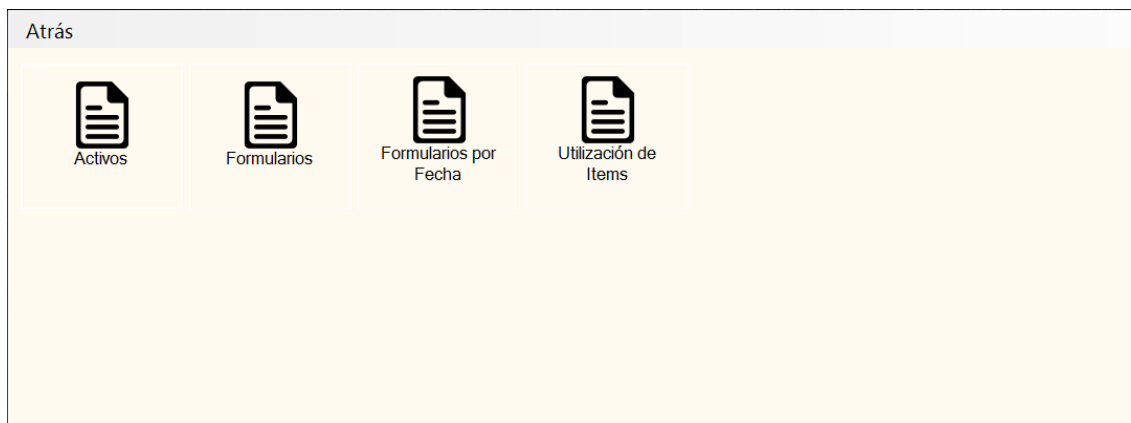 Atrás
Activos
Formularios
Formularios por
Fecha
Utilización de
Items